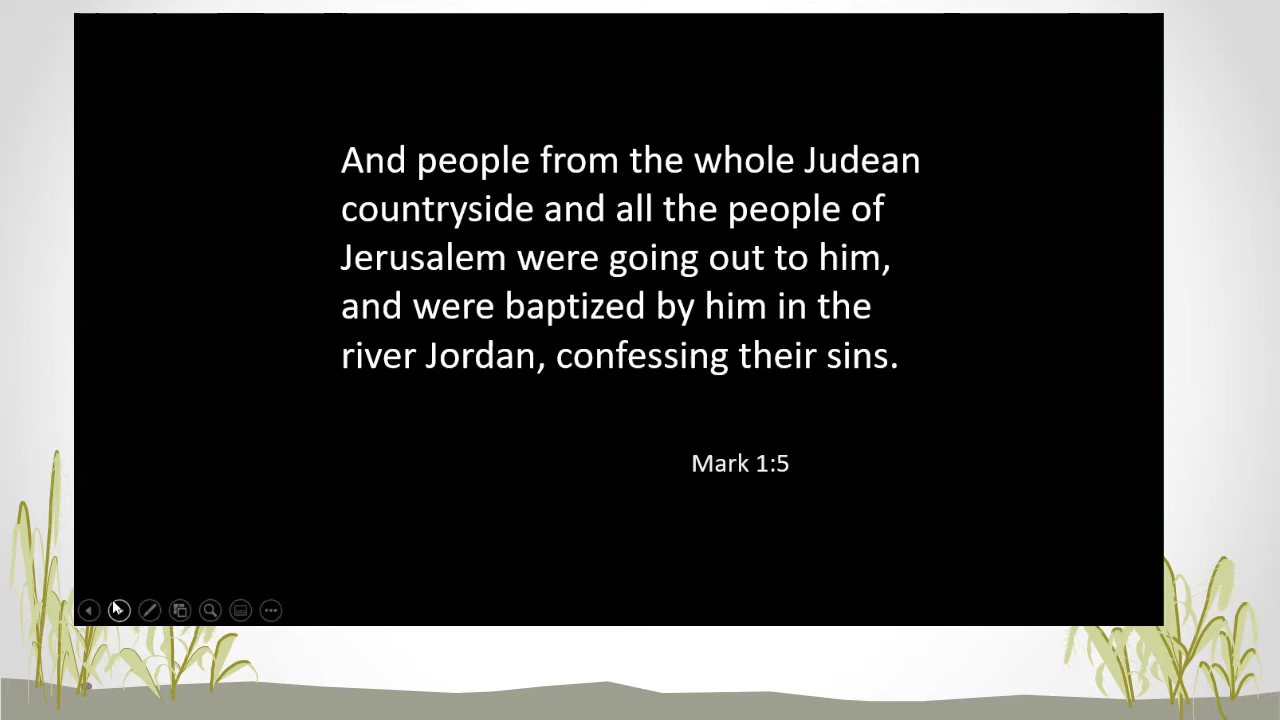 And people from the whole Judean
countryside and all the people of
Jerusalem were going out to him,
and were baptized by him in the
river Jordan, confessing their sins.
Mark 1:5